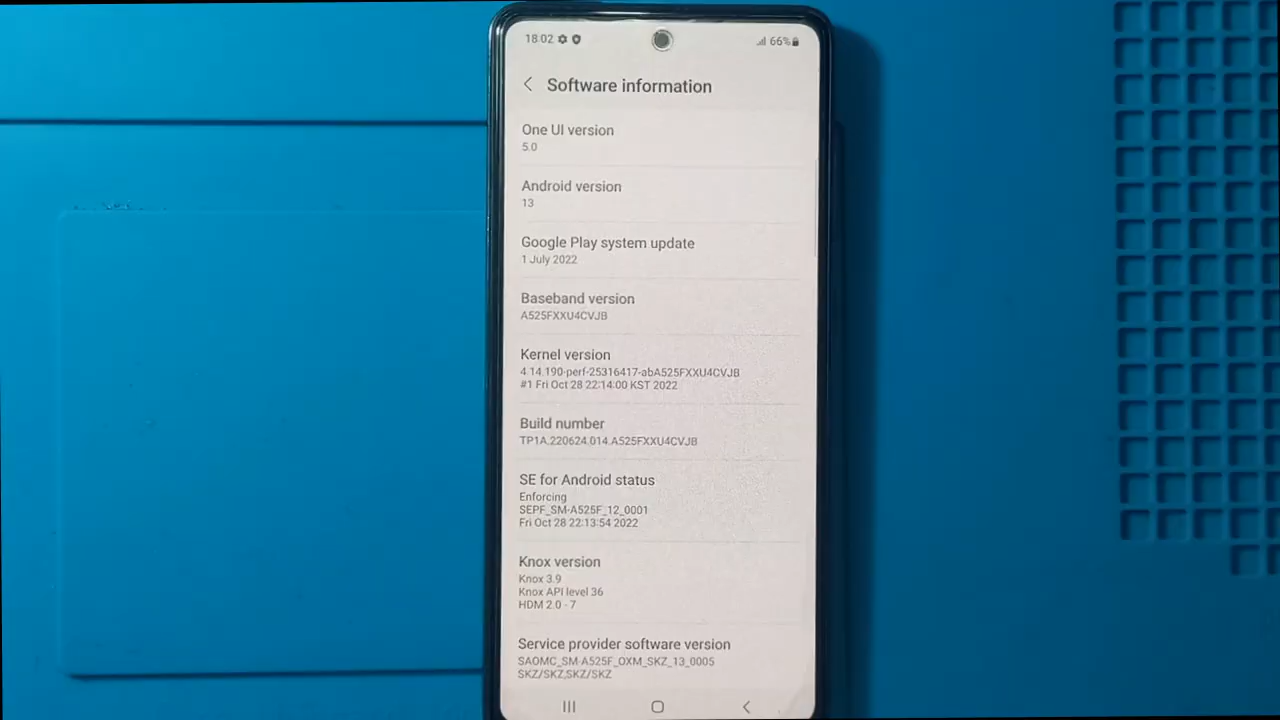 18.02
66%
Software information
One UI version
5.0
Android version
13
Google Play system update
1 July 2022
Baseband version
A525FXXU4CVJB
Kernel version
4.14.190-perf-25316417-abA525FXXU4CVJB
#1 Fri Oct 28 22:14:00 KST 2022
Build number
TP1A.220624.014.A525FXXU4CVJB
SE for Android status
Enforcing
SEPF_SM-A525F_12_0001
Fri Oct 28 22:13:54 2022
Knox version
Knox 3.9
Knox API level 36
HDM 2.0 - 7
Service provider software version
SAOMC_SM-A525F_OXM_SKZ_13_0005
SKZ/SKZ,SKZ/SKZ